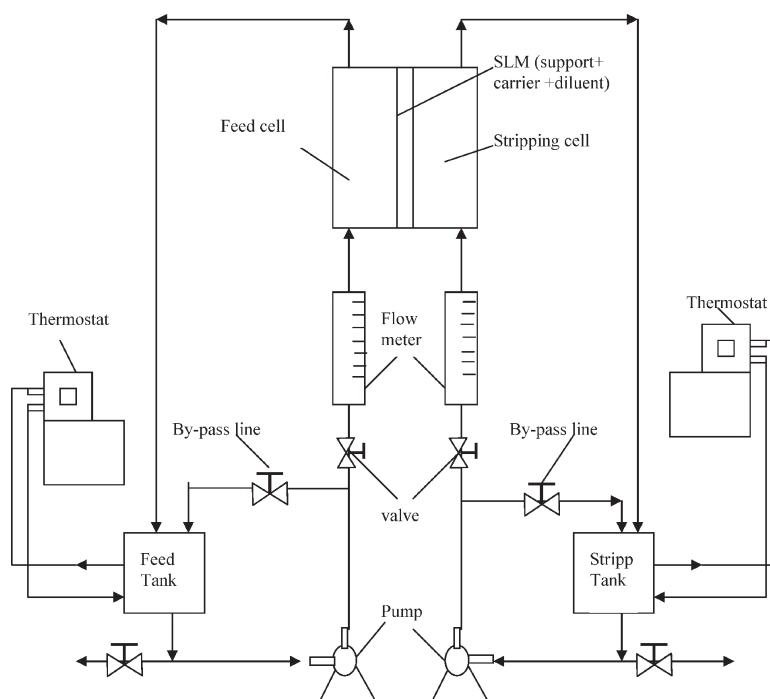 SLM (support+
carrier +diluent)
Feed cell
Stripping cell
Thermostat
Flow
meter
Thermostat
By-pass line
By-pass line
valve
Feed
Tank
Stripp
Tank
Pump